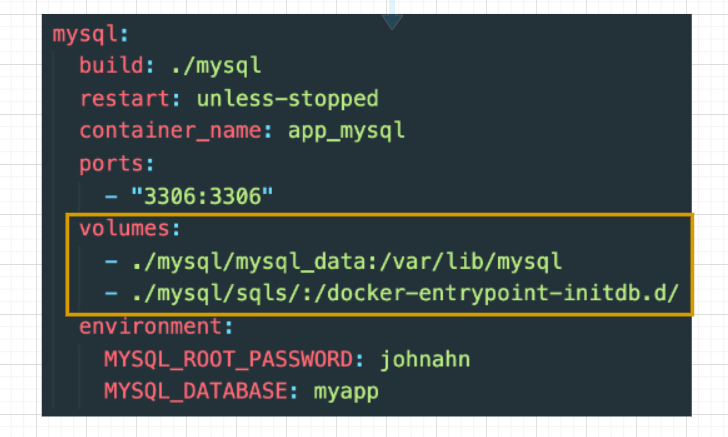 mysql:
  build: ./mysql
  restart: unless-stopped
  container_name: app_mysql
  ports:
    - "3306:3306"
  volumes:
    - ./mysql/mysql_data:/var/lib/mysql
    - ./mysql/sqls/:/docker-entrypoint-initdb.d/
  environment:
    MYSQL_ROOT_PASSWORD: johnahn
    MYSQL_DATABASE: myapp